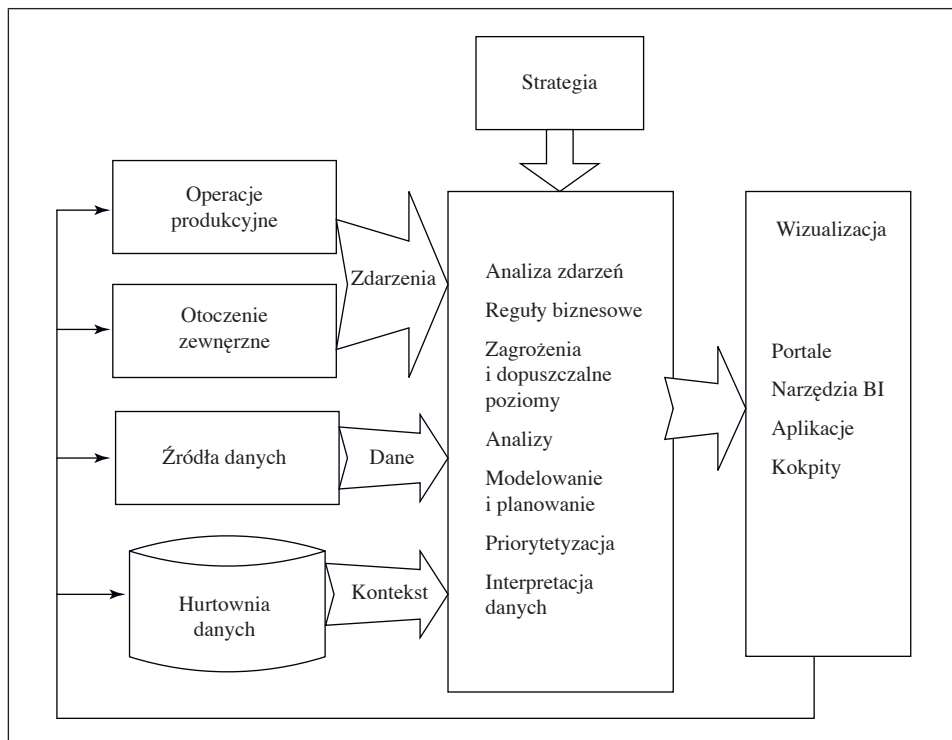 Strategia
Operacje
produkcyjne
Zdarzenia
Otoczenie
zewnęrzne
Źródła danych
Dane
Hurtownia
danych
Kontekst
Analiza zdarzeń
Reguły biznesowe
Zagrożenia
i dopuszczalne
poziomy
Analizy
Modelowanie
i planowanie
Priorytetyzacja
Interpretacja
danych
Wizualizacja
Portale
Narzędzia BI
Aplikacje
Kokpity